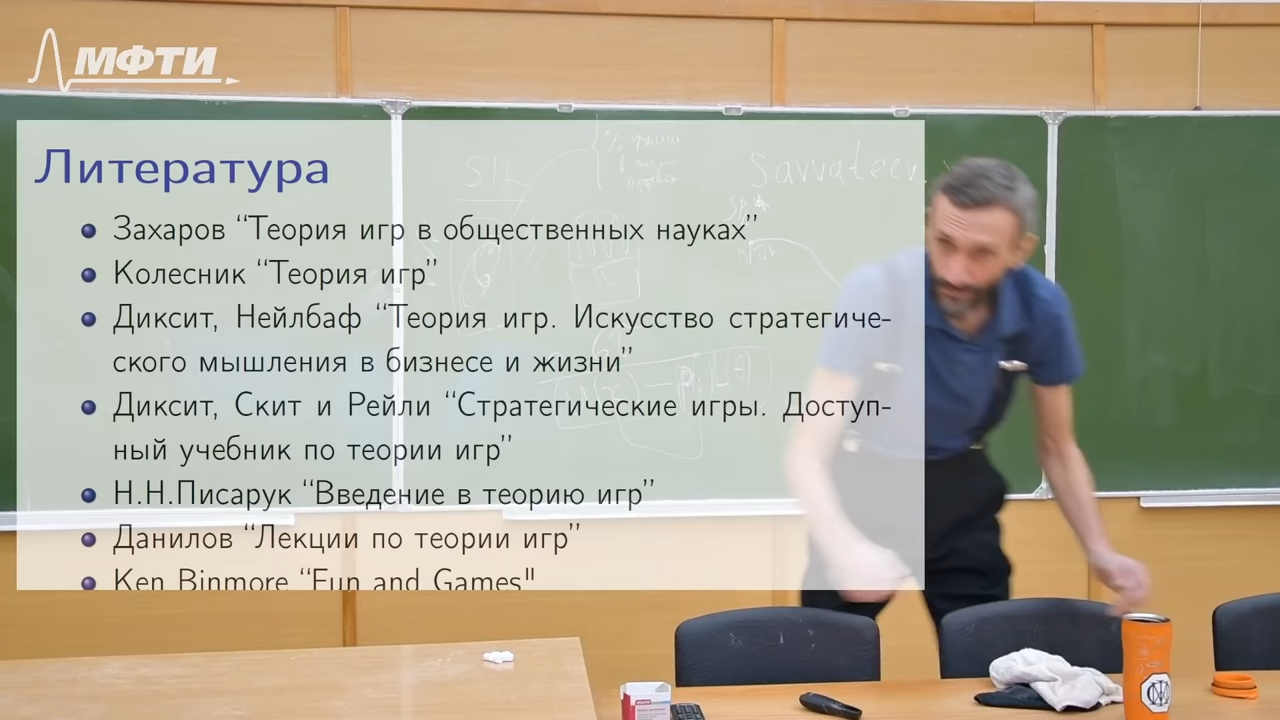 МФТИ
Литература
Захаров “Теория игр в общественных науках”
Колесник “Теория игр”
Диксит, Нейлбаф “Теория игр. Искусство стратегиче-
ского мышления в бизнесе и жизни”
Диксит, Скит и Рейли “Стратегические игры. Доступ-
ный учебник по теории игр”
Н.Н.Писарук “Введение в теорию игр”
Данилов “Лекции по теории игр”
Ken Binmore “Fun and Games"
Savvateev